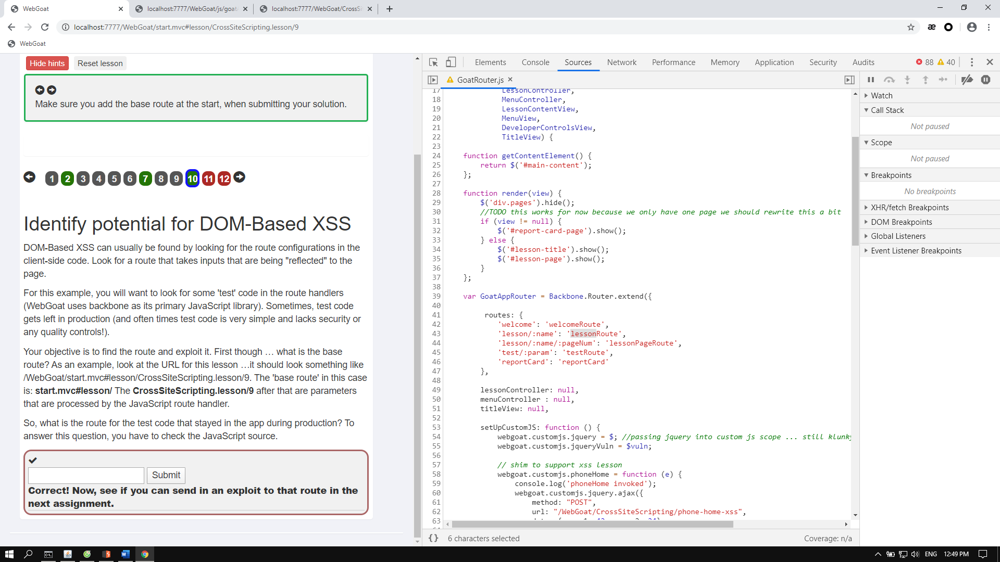 WebGoat
localhost:7777/WebGoat/js/goat
localhost:7777/WebGoat/CrossSi
localhost:7777/WebGoat/start.mvc#lesson/CrossSiteScripting.lesson/9
WebGoat
Hide hints
Reset lesson
Make sure you add the base route at the start, when submitting your solution.
1 2 3 4 5 6 7 8 9 10 11 12
Identify potential for DOM-Based XSS
DOM-Based XSS can usually be found by looking for the route configurations in the
client-side code. Look for a route that takes inputs that are being "reflected" to the
page.
For this example, you will want to look for some 'test' code in the route handlers
(WebGoat uses backbone as its primary JavaScript library). Sometimes, test code
gets left in production (and often times test code is very simple and lacks security or
any quality controls!).
Your objective is to find the route and exploit it. First though … what is the base
route? As an example, look at the URL for this lesson …it should look something like
/WebGoat/start.mvc#lesson/CrossSiteScripting.lesson/9. The 'base route' in this case
is: start.mvc#lesson/ The CrossSiteScripting.lesson/9 after that are parameters
that are processed by the JavaScript route handler.
So, what is the route for the test code that stayed in the app during production? To
answer this question, you have to check the JavaScript source.
Submit
Correct! Now, see if you can send in an exploit to that route in the
next assignment.
Elements Console Sources Network Performance Memory Application Security Audits 88 40
GoatRouter.js
17 LessonController,
18 MenuController,
19 LessonContentView,
20 MenuView,
21 DeveloperControlsView,
22 TitleView) {
23
24 function getContentElement() {
25 return $('#main-content');
26 };
27
28 function render(view) {
29 $('div.pages').hide();
30 //TODO this works for now because we only have one page we should rewrite this a bit
31 if (view != null) {
32 $('#report-card-page').show();
33 } else {
34 $('#lesson-title').show();
35 $('#lesson-page').show();
36 }
37 };
38
39 var GoatAppRouter = Backbone.Router.extend({
40
41 routes: {
42 'welcome': 'welcomeRoute',
43 'lesson/:name': 'lessonRoute',
44 'lesson/:name/:pageNum': 'lessonPageRoute',
45 'test/:param': 'testRoute',
46 'reportCard': 'reportCard'
47 },
48
49 lessonController: null,
50 menuController : null,
51 titleView: null,
52
53 setUpCustomJS: function () {
54 webgoat.customjs.jquery = $; //passing jquery into custom js scope ... still klunky
55 webgoat.customjs.jqueryVuln = $vuln;
56
57 // shim to support xss lesson
58 webgoat.customjs.phoneHome = function (e) {
59 console.log('phoneHome invoked');
60 webgoat.customjs.jquery.ajax({
61 method: "POST",
62 url: "/WebGoat/CrossSiteScripting/phone-home-xss",
63
{} 6 characters selected
Coverage: n/a
Watch
Call Stack
Not paused
Scope
Not paused
Breakpoints
No breakpoints
XHR/fetch Breakpoints
DOM Breakpoints
Global Listeners
Event Listener Breakpoints
ENG
12:49 PM